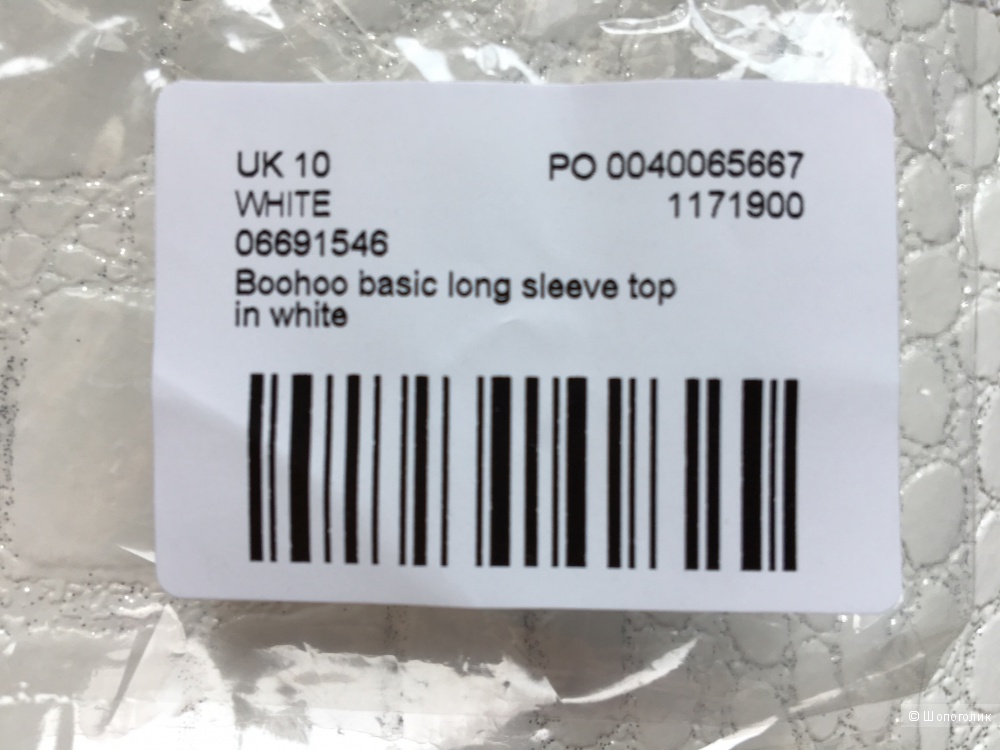 UK 10 PO 0040065667
WHITE 1171900
06691546
Boohoo basic long sleeve top
in white
© Шопоголик